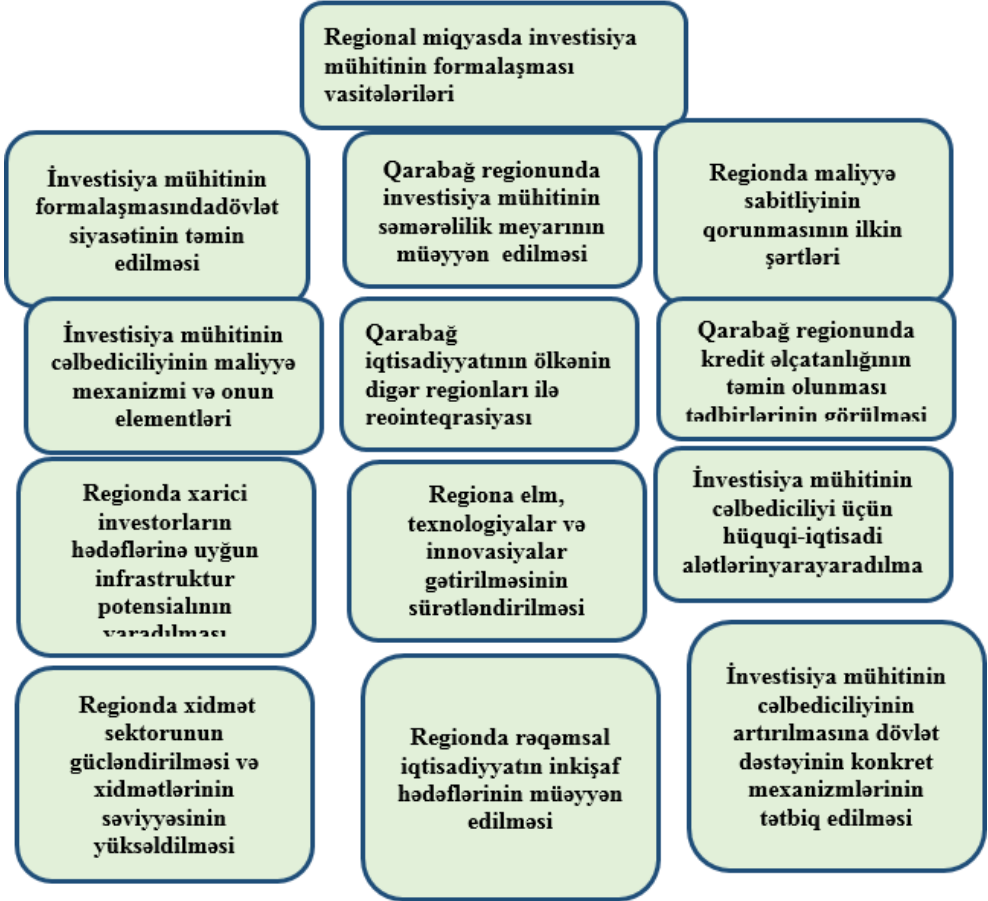 Regional miqyasda investisiya
mühitinin formalaşması
vasitələriləri
İnvestisiya mühitinin
formalaşmasındadövlət
siyasətinin təmin
edilməsi
Qarabağ regionunda
investisiya mühitinin
səmərəlilik meyarının
müəyyən edilməsi
Regionda maliyyə
sabitliyinin
qorunmasının ilkin
şərtləri
İnvestisiya mühitinin
cəlbediciliyinin maliyyə
mexanizmi və onun
elementləri
Qarabağ
iqtisadiyyatının ölkənin
digər regionları ilə
reointeqrasiyası
Qarabağ regionunda
kredit əlçatanlığının
təmin olunması
tədbirlərinin görülməsi
Regionda xarici
investorların
hədəflərinə uyğun
infrastruktur
potensialının
yaradılması
Regiona elm,
texnologiyalar və
innovasiyalar
gətirilməsinin
sürətləndirilməsi
İnvestisiya mühitinin
cəlbediciliyi üçün
hüquqi-iqtisadi
alətlərinyarayaradılma
Regionda xidmət
sektorunun
gücləndirilməsi və
xidmətlərinin
səviyyəsinin
yüksəldilməsi
Regionda rəqəmsal
iqtisadiyyatın inkişaf
hədəflərinin müəyyən
edilməsi
İnvestisiya mühitinin
cəlbediciliyinin
artırılmasına dövlət
dəstəyinin konkret
mexanizmlərinin
tətbiq edilməsi